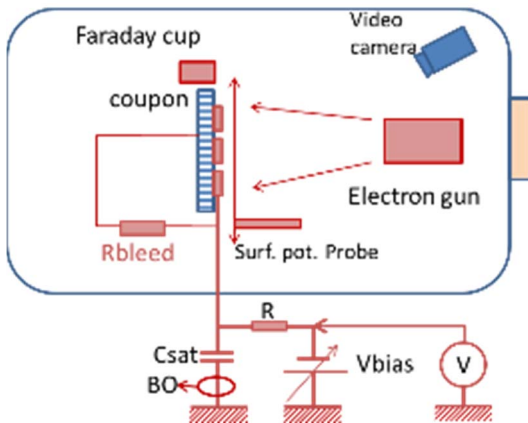 Video
camera
Faraday cup
coupon
Electron gun
Rbleed
Surf. pot. Probe
R
Csat
Vbias
V
BO